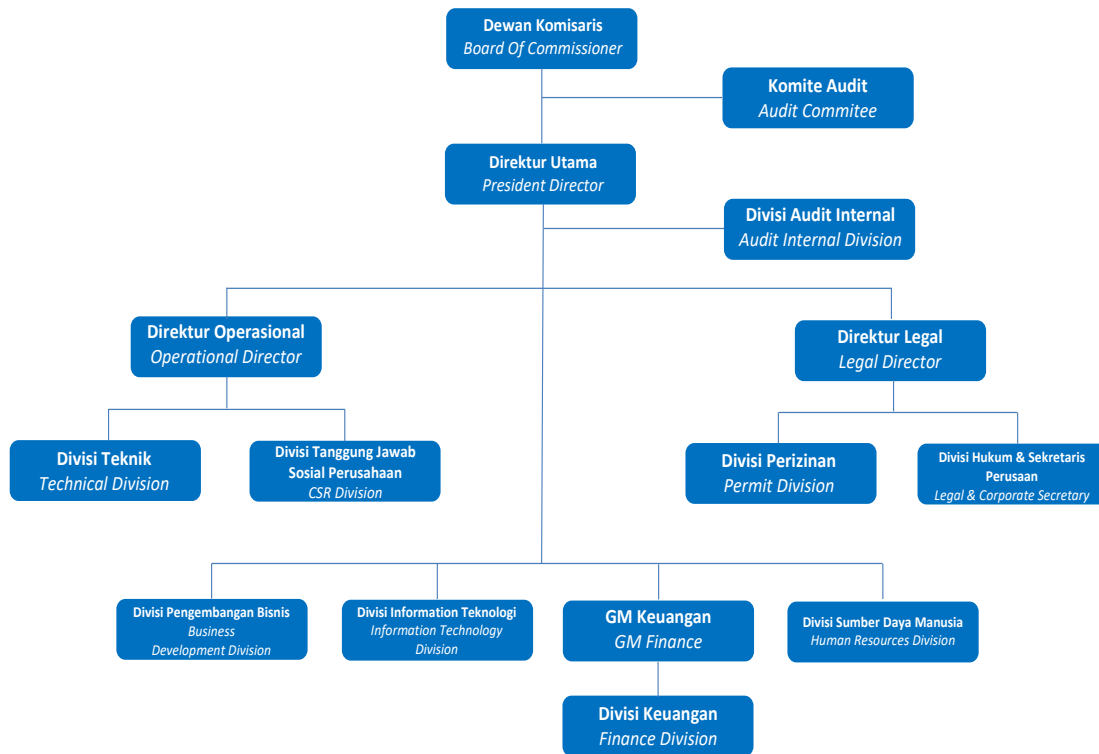 Dewan Komisaris
Board Of Commissioner
Komite Audit
Audit Commitee
Direktur Utama
President Director
Divisi Audit Internal
Audit Internal Division
Direktur Operasional
Operational Director
Direktur Legal
Legal Director
Divisi Teknik
Technical Division
Divisi Tanggung Jawab
Sosial Perusahaan
CSR Division
Divisi Perizinan
Permit Division
Divisi Hukum & Sekretaris
Perusaan
Legal & Corporate Secretary
Divisi Pengembangan Bisnis
Business
Development Division
Divisi Information Teknologi
Information Technology
Division
GM Keuangan
GM Finance
Divisi Sumber Daya Manusia
Human Resources Division
Divisi Keuangan
Finance Division